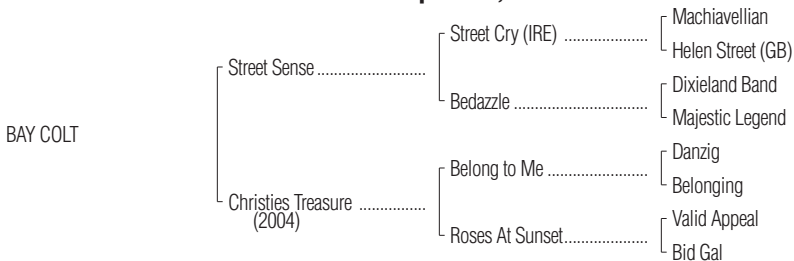 Machiavellian
Street Cry (IRE) ....................
Helen Street (GB)
Street Sense ..........................
Dixieland Band
Bedazzle .................................
Majestic Legend
BAY COLT
Danzig
Belong to Me ........................
Belonging
Christies Treasure ................
(2004)
Valid Appeal
Roses At Sunset....................
Bid Gal